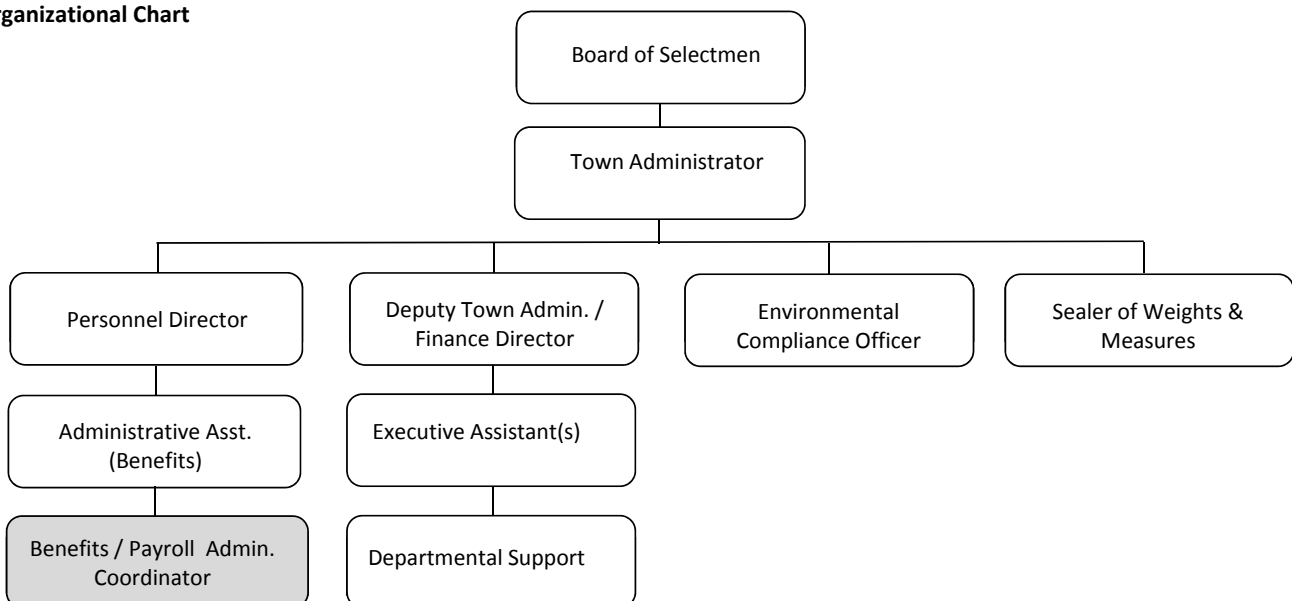 rganizational Chart
Board of Selectmen
Town Administrator
Personnel Director
Deputy Town Admin. /
Finance Director
Environmental
Compliance Officer
Sealer of Weights &
Measures
Administrative Asst.
(Benefits)
Executive Assistant(s)
Benefits / Payroll  Admin.
Coordinator
Departmental Support